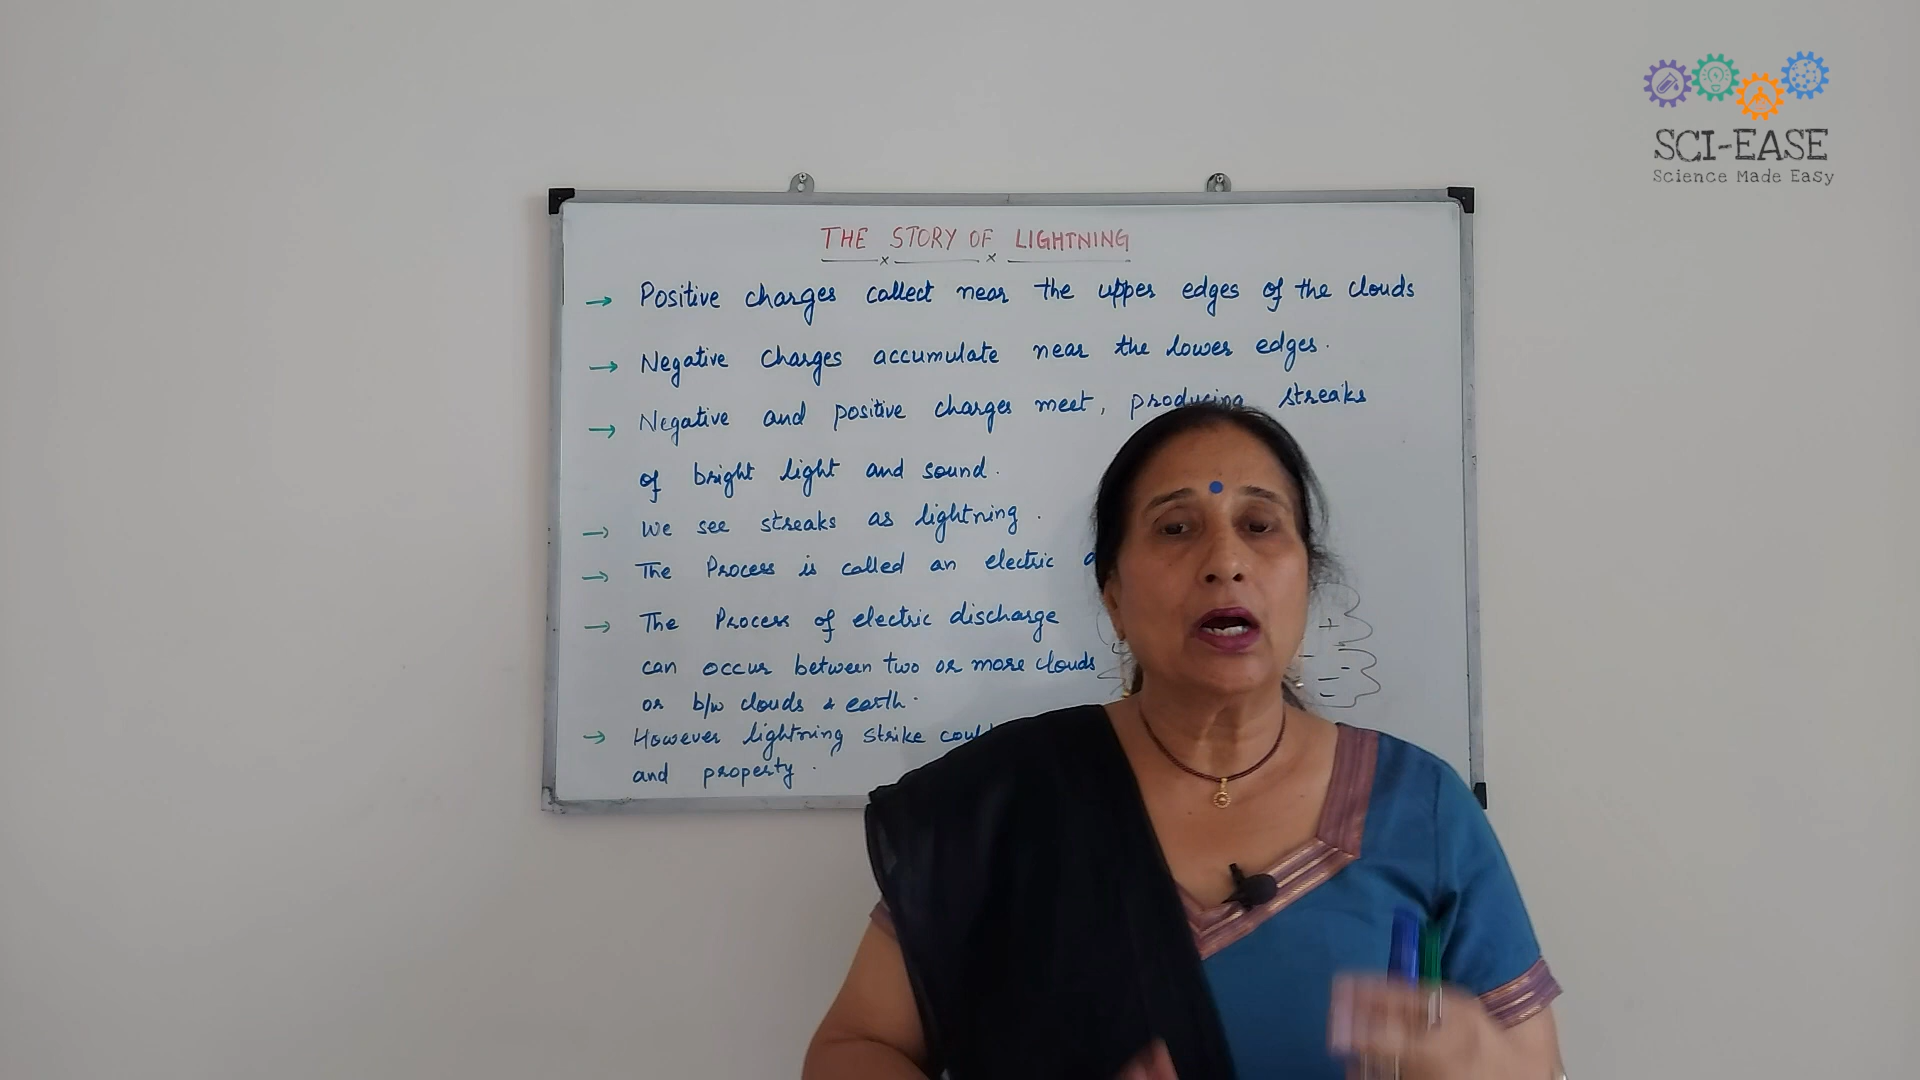 SCI-EASE
Science Made Easy
THE STORY OF LIGHTNING
→ Positive charges collect near the upper edges of the clouds
→ Negative charges accumulate near the lower edges.
→ Negative and positive charges meet, producing streaks
of bright light and sound.
→ We see streaks as lightning.
→ The Process is called an electric
→ The Process of electric discharge
can occur between two or more clouds
or b/w clouds & earth.
→ However lightning strike
and property.